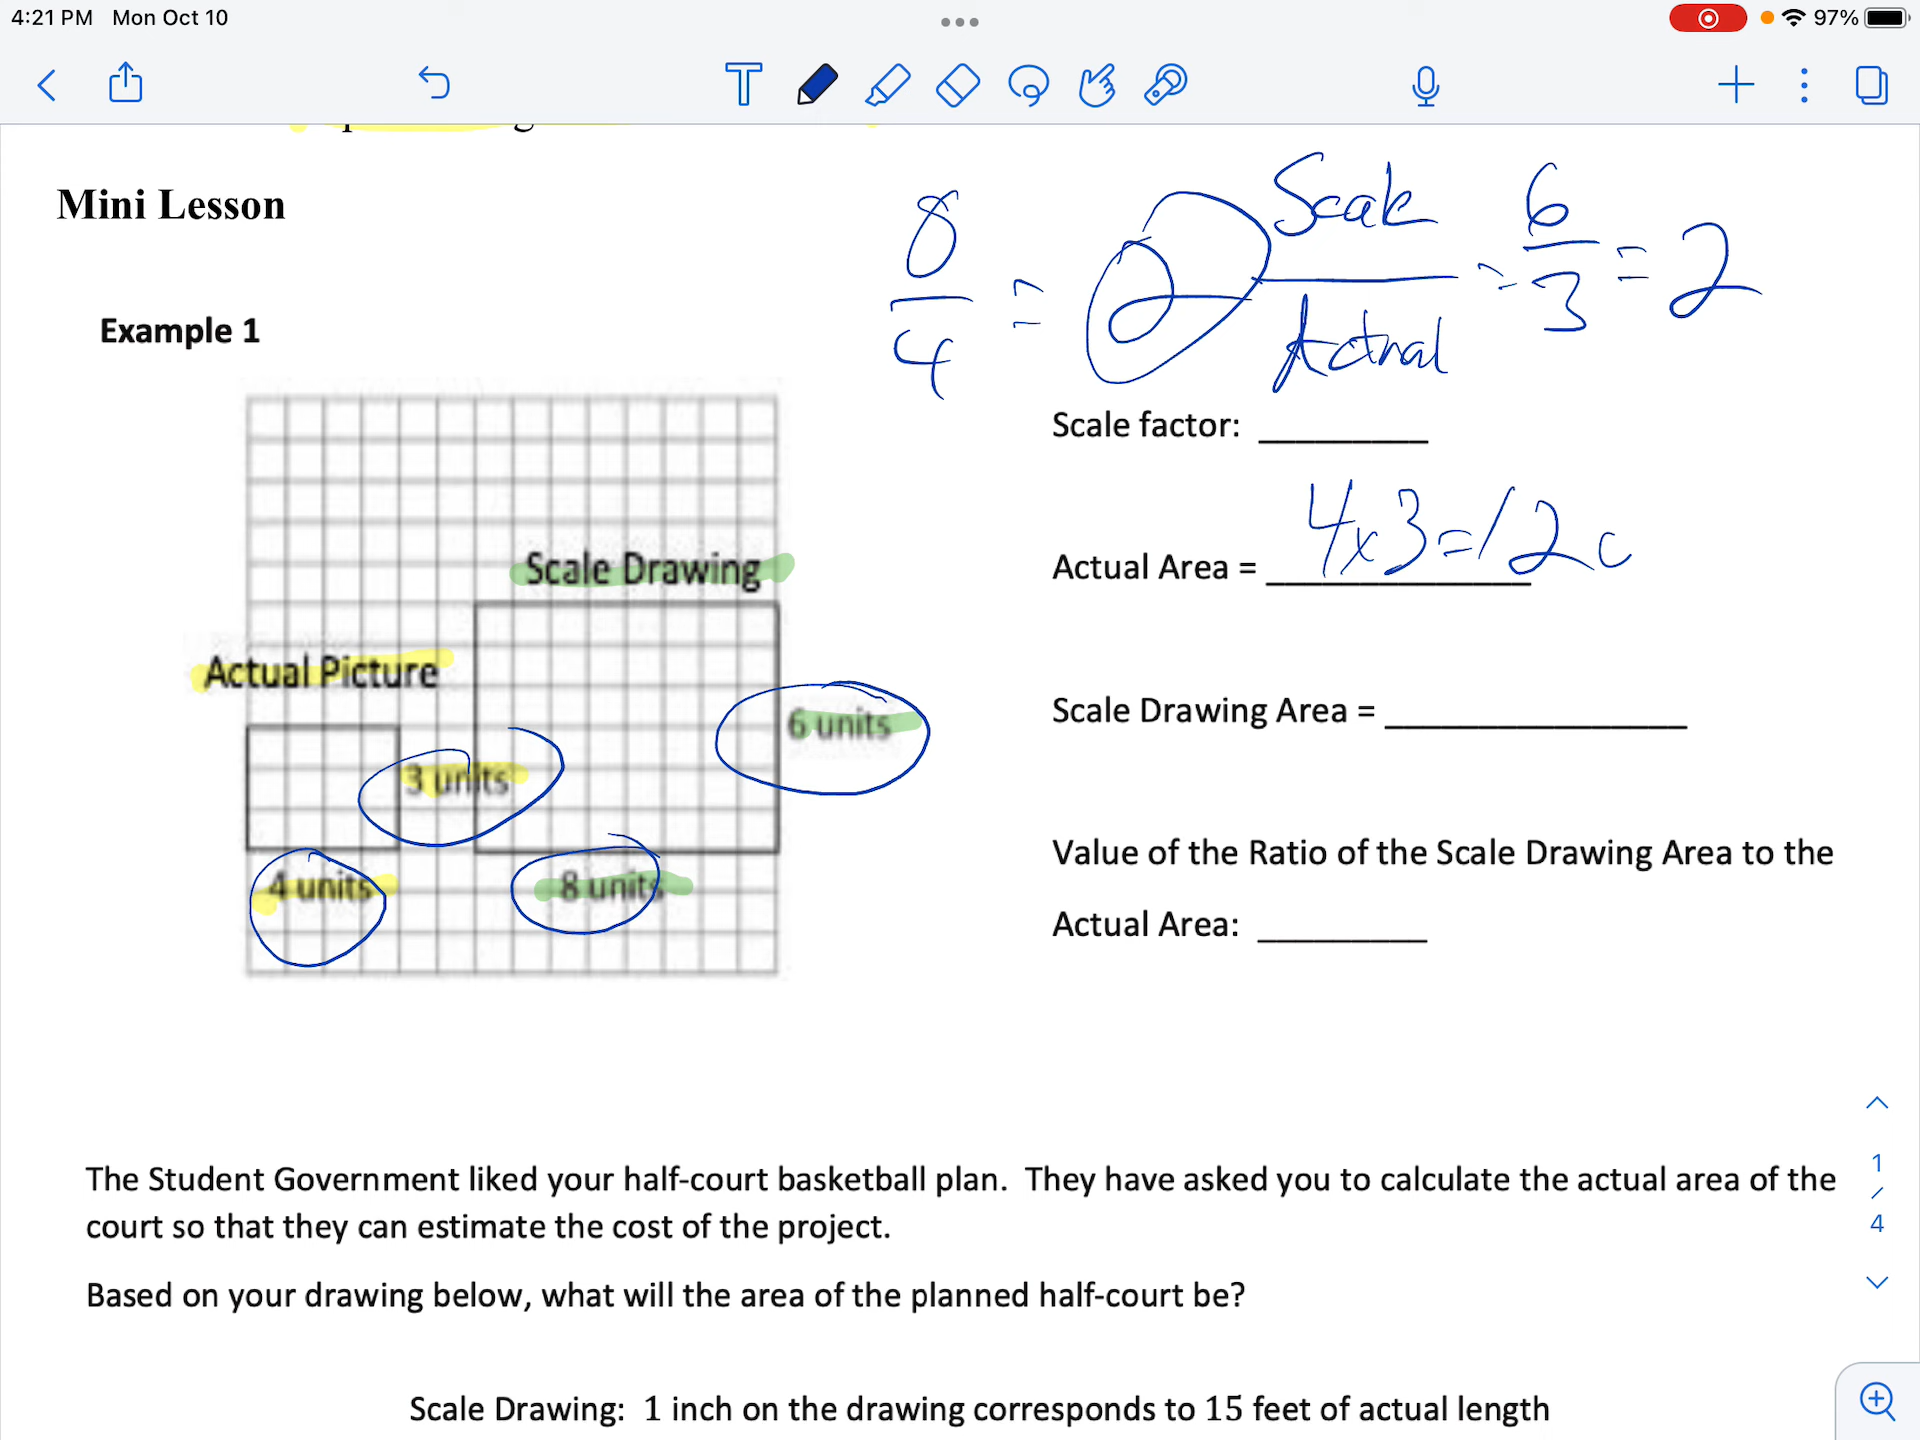 4:21 PM Mon Oct 10
97%
Mini Lesson
8/4 = 2
Scale/Actual = 6/3 = 2
Example 1
Scale factor: ________
4x3=12
Actual Area = ________
Scale Drawing
Actual Picture
Scale Drawing Area = ________
6 units
3 units
4 units
8 units
Value of the Ratio of the Scale Drawing Area to the
Actual Area: ________
The Student Government liked your half-court basketball plan. They have asked you to calculate the actual area of the
court so that they can estimate the cost of the project.
Based on your drawing below, what will the area of the planned half-court be?
Scale Drawing: 1 inch on the drawing corresponds to 15 feet of actual length
1
/
4